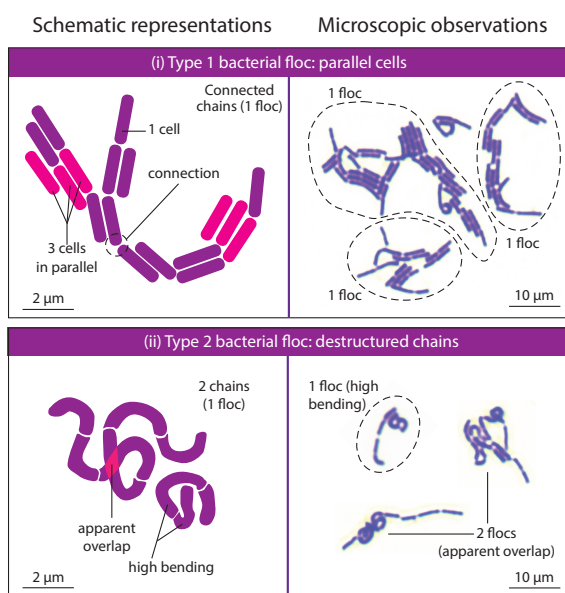 Schematic representations
Microscopic observations
(i) Type 1 bacterial floc: parallel cells
Connected
chains (1 floc)
1 cell
connection
3 cells
in parallel
2 μm
1 floc
1 floc
1 floc
10 μm
(ii) Type 2 bacterial floc: destructured chains
2 chains
(1 floc)
apparent
overlap
high bending
2 μm
1 floc (high
bending)
2 flocs
(apparent overlap)
10 μm